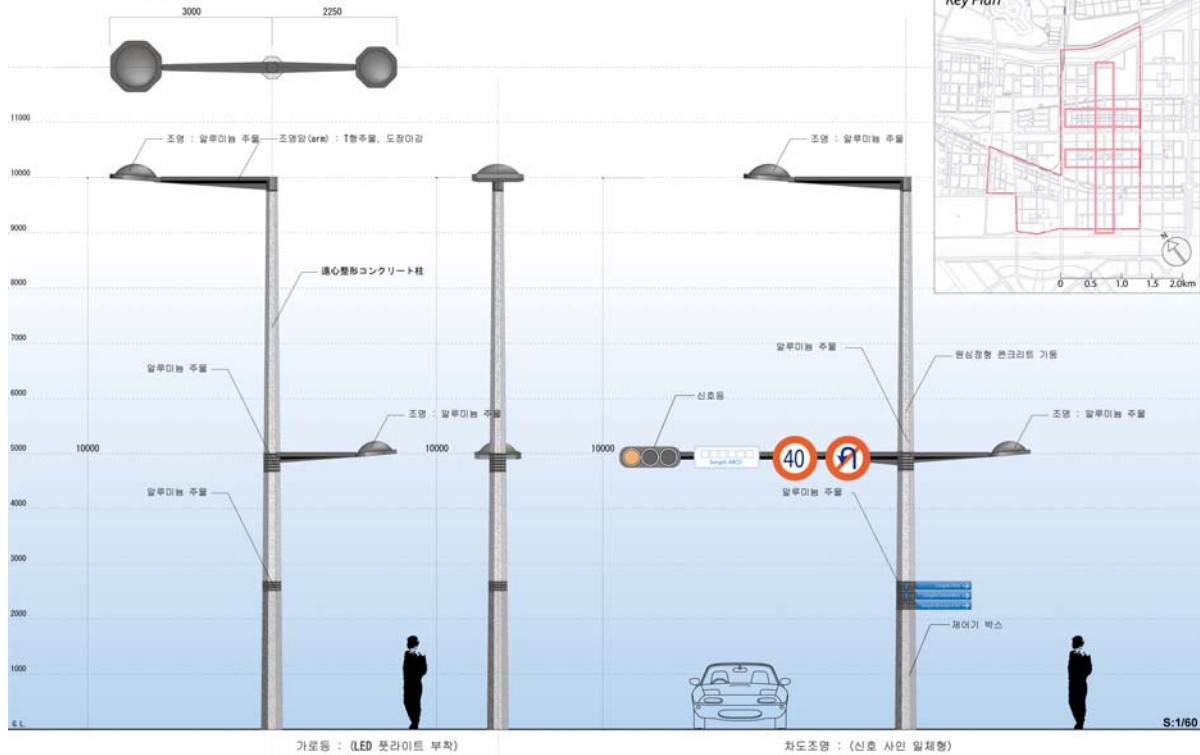 3000
2250
Key Plan
N
0 0.5 1.0 1.5 2.0km
11000
조명 : 알루미늄 주물
조명암(arm) : T형주물, 도장마감
조명 : 알루미늄 주물
10000
9000
遠心整形コンクリート柱
8000
7000
알루미늄 주물
원심정형 콘크리트 기둥
알루미늄 주물
6000
신호등
조명 : 알루미늄 주물
조명 : 알루미늄 주물
5000
10000
10000
10000
Songdo ABCD
40
알루미늄 주물
알루미늄 주물
4000
3000
2000
제어기 박스
1000
G.L.
S:1/60
가로등 : (LED 풋라이트 부착)
차도조명 : (신호 사인 일체형)